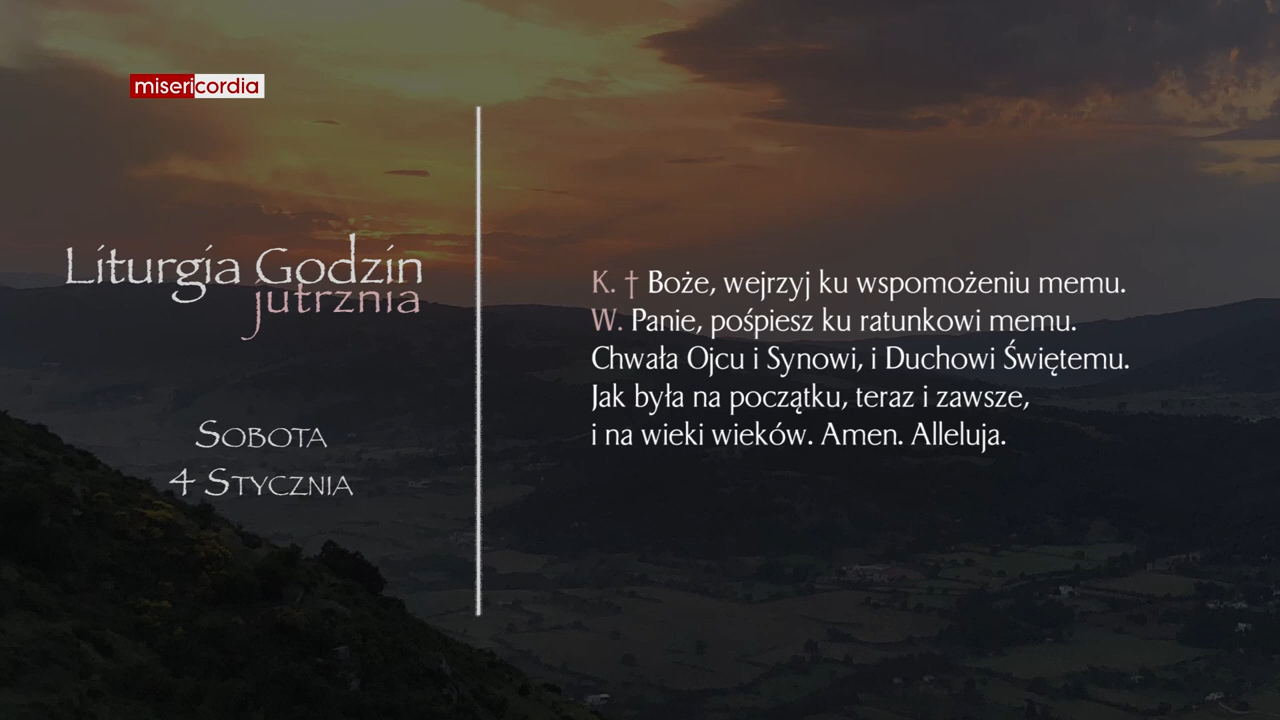 misericordia
Liturgia Godzin
jutrznia
Sobota
4 Stycznia
K. † Boże, wejrzyj ku wspomożeniu memu.
W. Panie, pośpiesz ku ratunkowi memu.
Chwała Ojcu i Synowi, i Duchowi Świętemu.
Jak była na początku, teraz i zawsze,
i na wieki wieków. Amen. Alleluja.